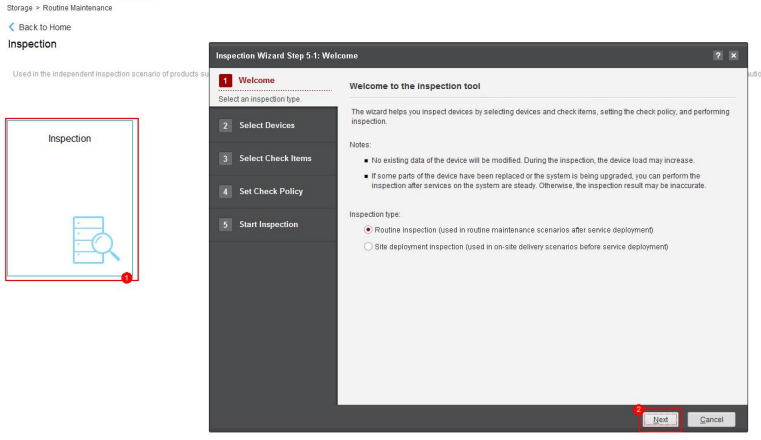 Storage > Routine Maintenance
Back to Home
Inspection
Used in the independent inspection scenario of products su
Inspection
1
Inspection Wizard Step 5-1: Welcome
? ×
1 Welcome
Select an inspection type.
2 Select Devices
3 Select Check Items
4 Set Check Policy
5 Start Inspection
Welcome to the inspection tool
The wizard helps you inspect devices by selecting devices and check items, setting the check policy, and performing
inspection.
Notes:
No existing data of the device will be modified. During the inspection, the device load may increase.
If some parts of the device have been replaced or the system is being upgraded, you can perform the
inspection after services on the system are steady. Otherwise, the inspection result may be inaccurate.
Inspection type:
Routine inspection (used in routine maintenance scenarios after service deployment)
Site deployment inspection (used in on-site delivery scenarios before service deployment)
2
Next Cancel